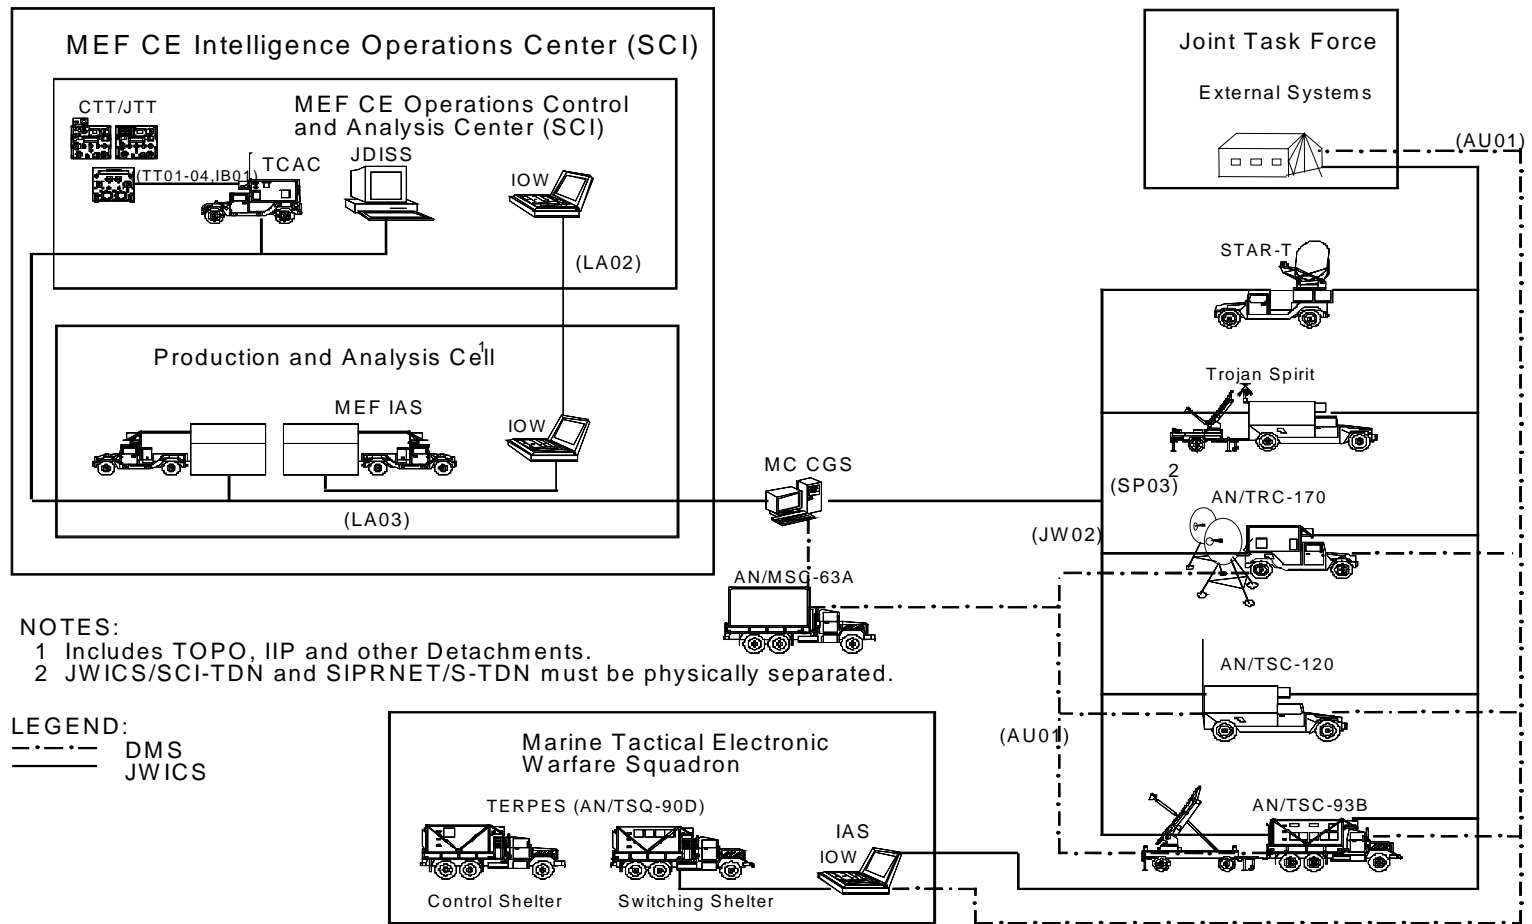 MEF CE Intelligence Operations Center (SCI)
CTT/JTT
MEF CE Operations Control
and Analysis Center (SCI)
TCAC
JDISS
(TT01-04,IB01)
IOW
(LA02)
Production and Analysis Cell
1
MEF IAS
IOW
(LA03)
MC CGS
AN/MSC-63A
Joint Task Force
External Systems
(AU01)
STAR-T
Trojan Spirit
2
(SP03)
AN/TRC-170
(JW02)
AN/TSC-120
(AU01)
AN/TSC-93B
NOTES:
1 Includes TOPO, IIP and other Detachments.
2 JWICS/SCI-TDN and SIPRNET/S-TDN must be physically separated.
LEGEND:
DMS
JWICS
Marine Tactical Electronic
Warfare Squadron
TERPES (AN/TSQ-90D)
IAS
IOW
Control Shelter
Switching Shelter